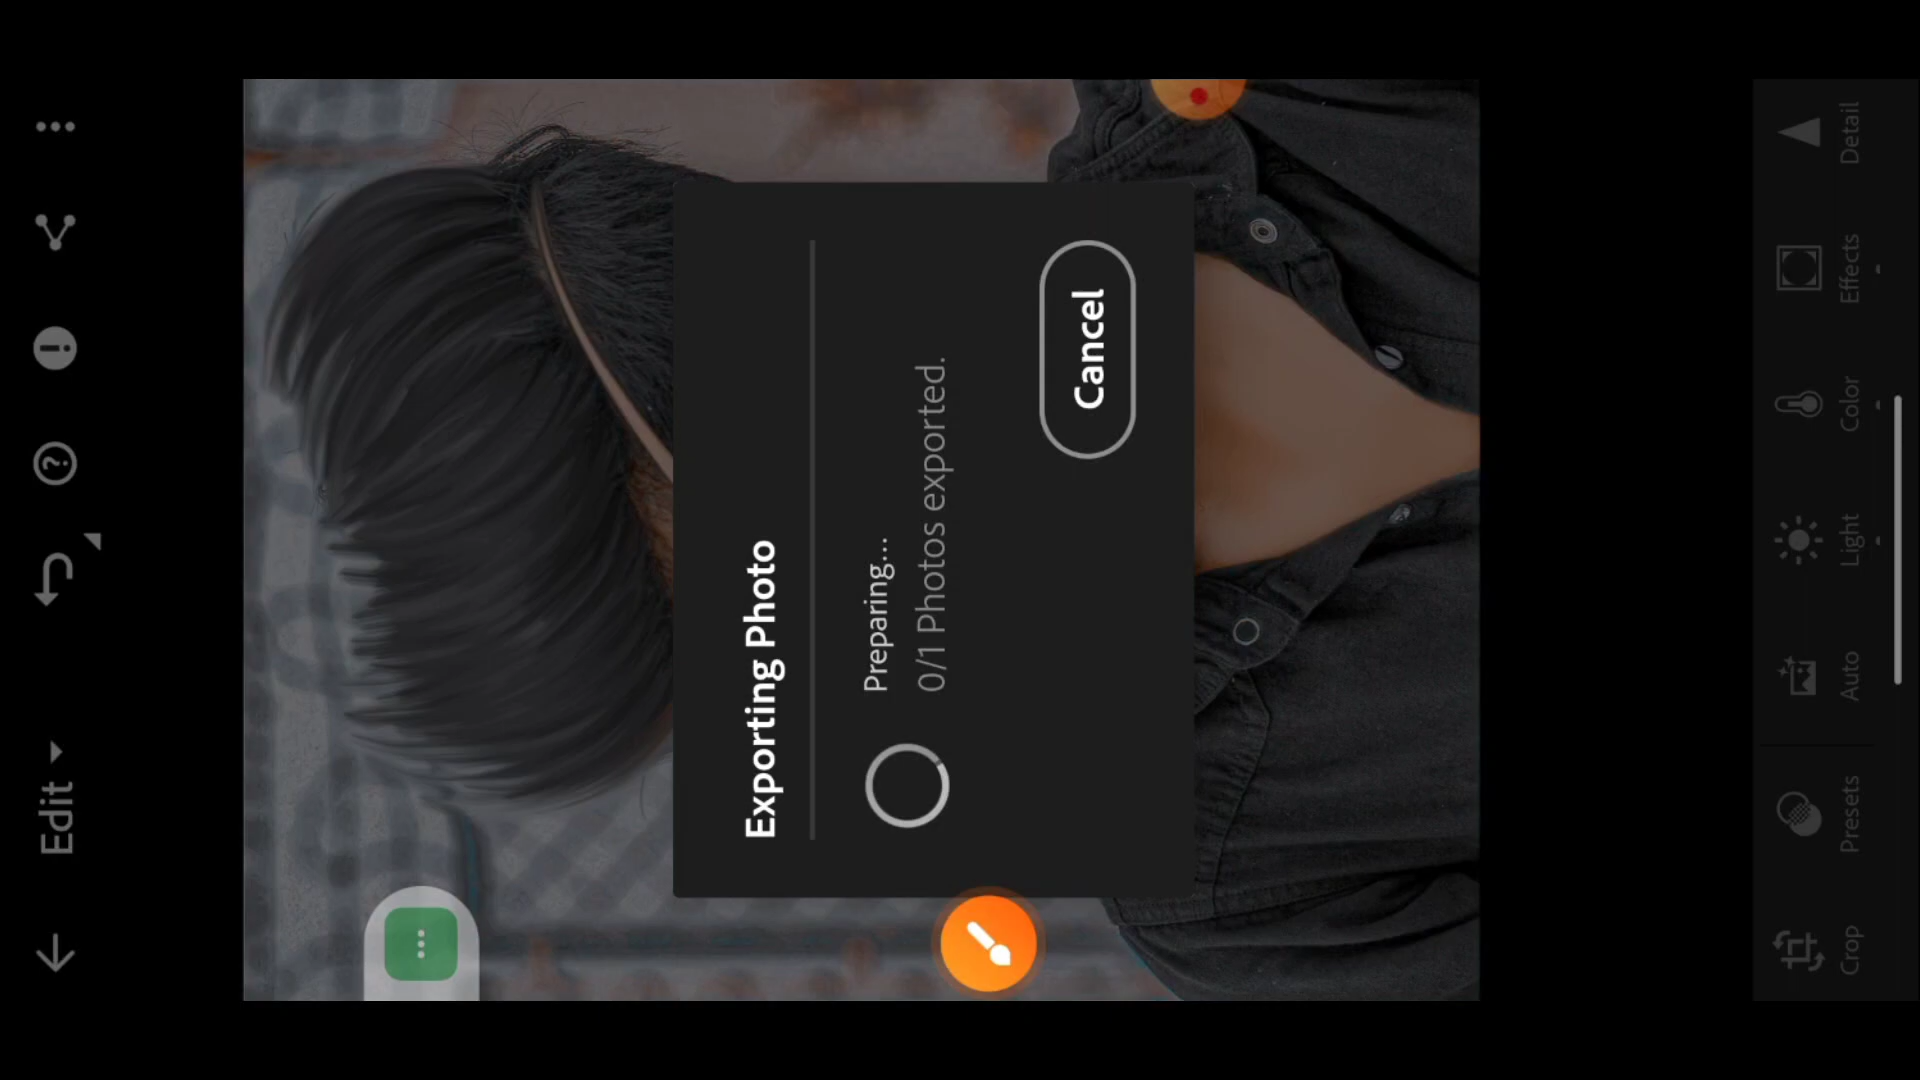 Edit
Exporting Photo
Preparing...
0/1 Photos exported.
Cancel
Crop
Presets
Auto
Light
Color
Effects
Detail